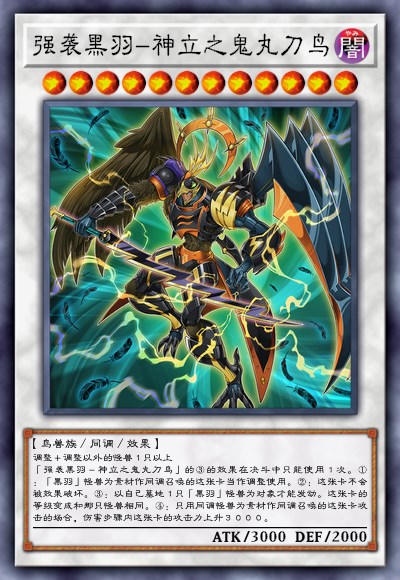 强袭黑羽－神立之鬼丸刀鸟
闇
やみ
【鸟兽族／同调／效果】
调整＋调整以外的怪兽1只以上
「强袭黑羽－神立之鬼丸刀鸟」的③的效果在决斗中只能使用1次。①
：「黑羽」怪兽为素材作同调召唤的这张卡当作调整使用。②：这张卡不会
被效果破坏。③：以自己墓地1只「黑羽」怪兽为对象才能发动。这张卡的
等级变成和那只怪兽相同。④：只用同调怪兽为素材作同调召唤的这张卡攻
击的场合，伤害步骤内这张卡的攻击力上升３０００。
ATK/3000 DEF/2000